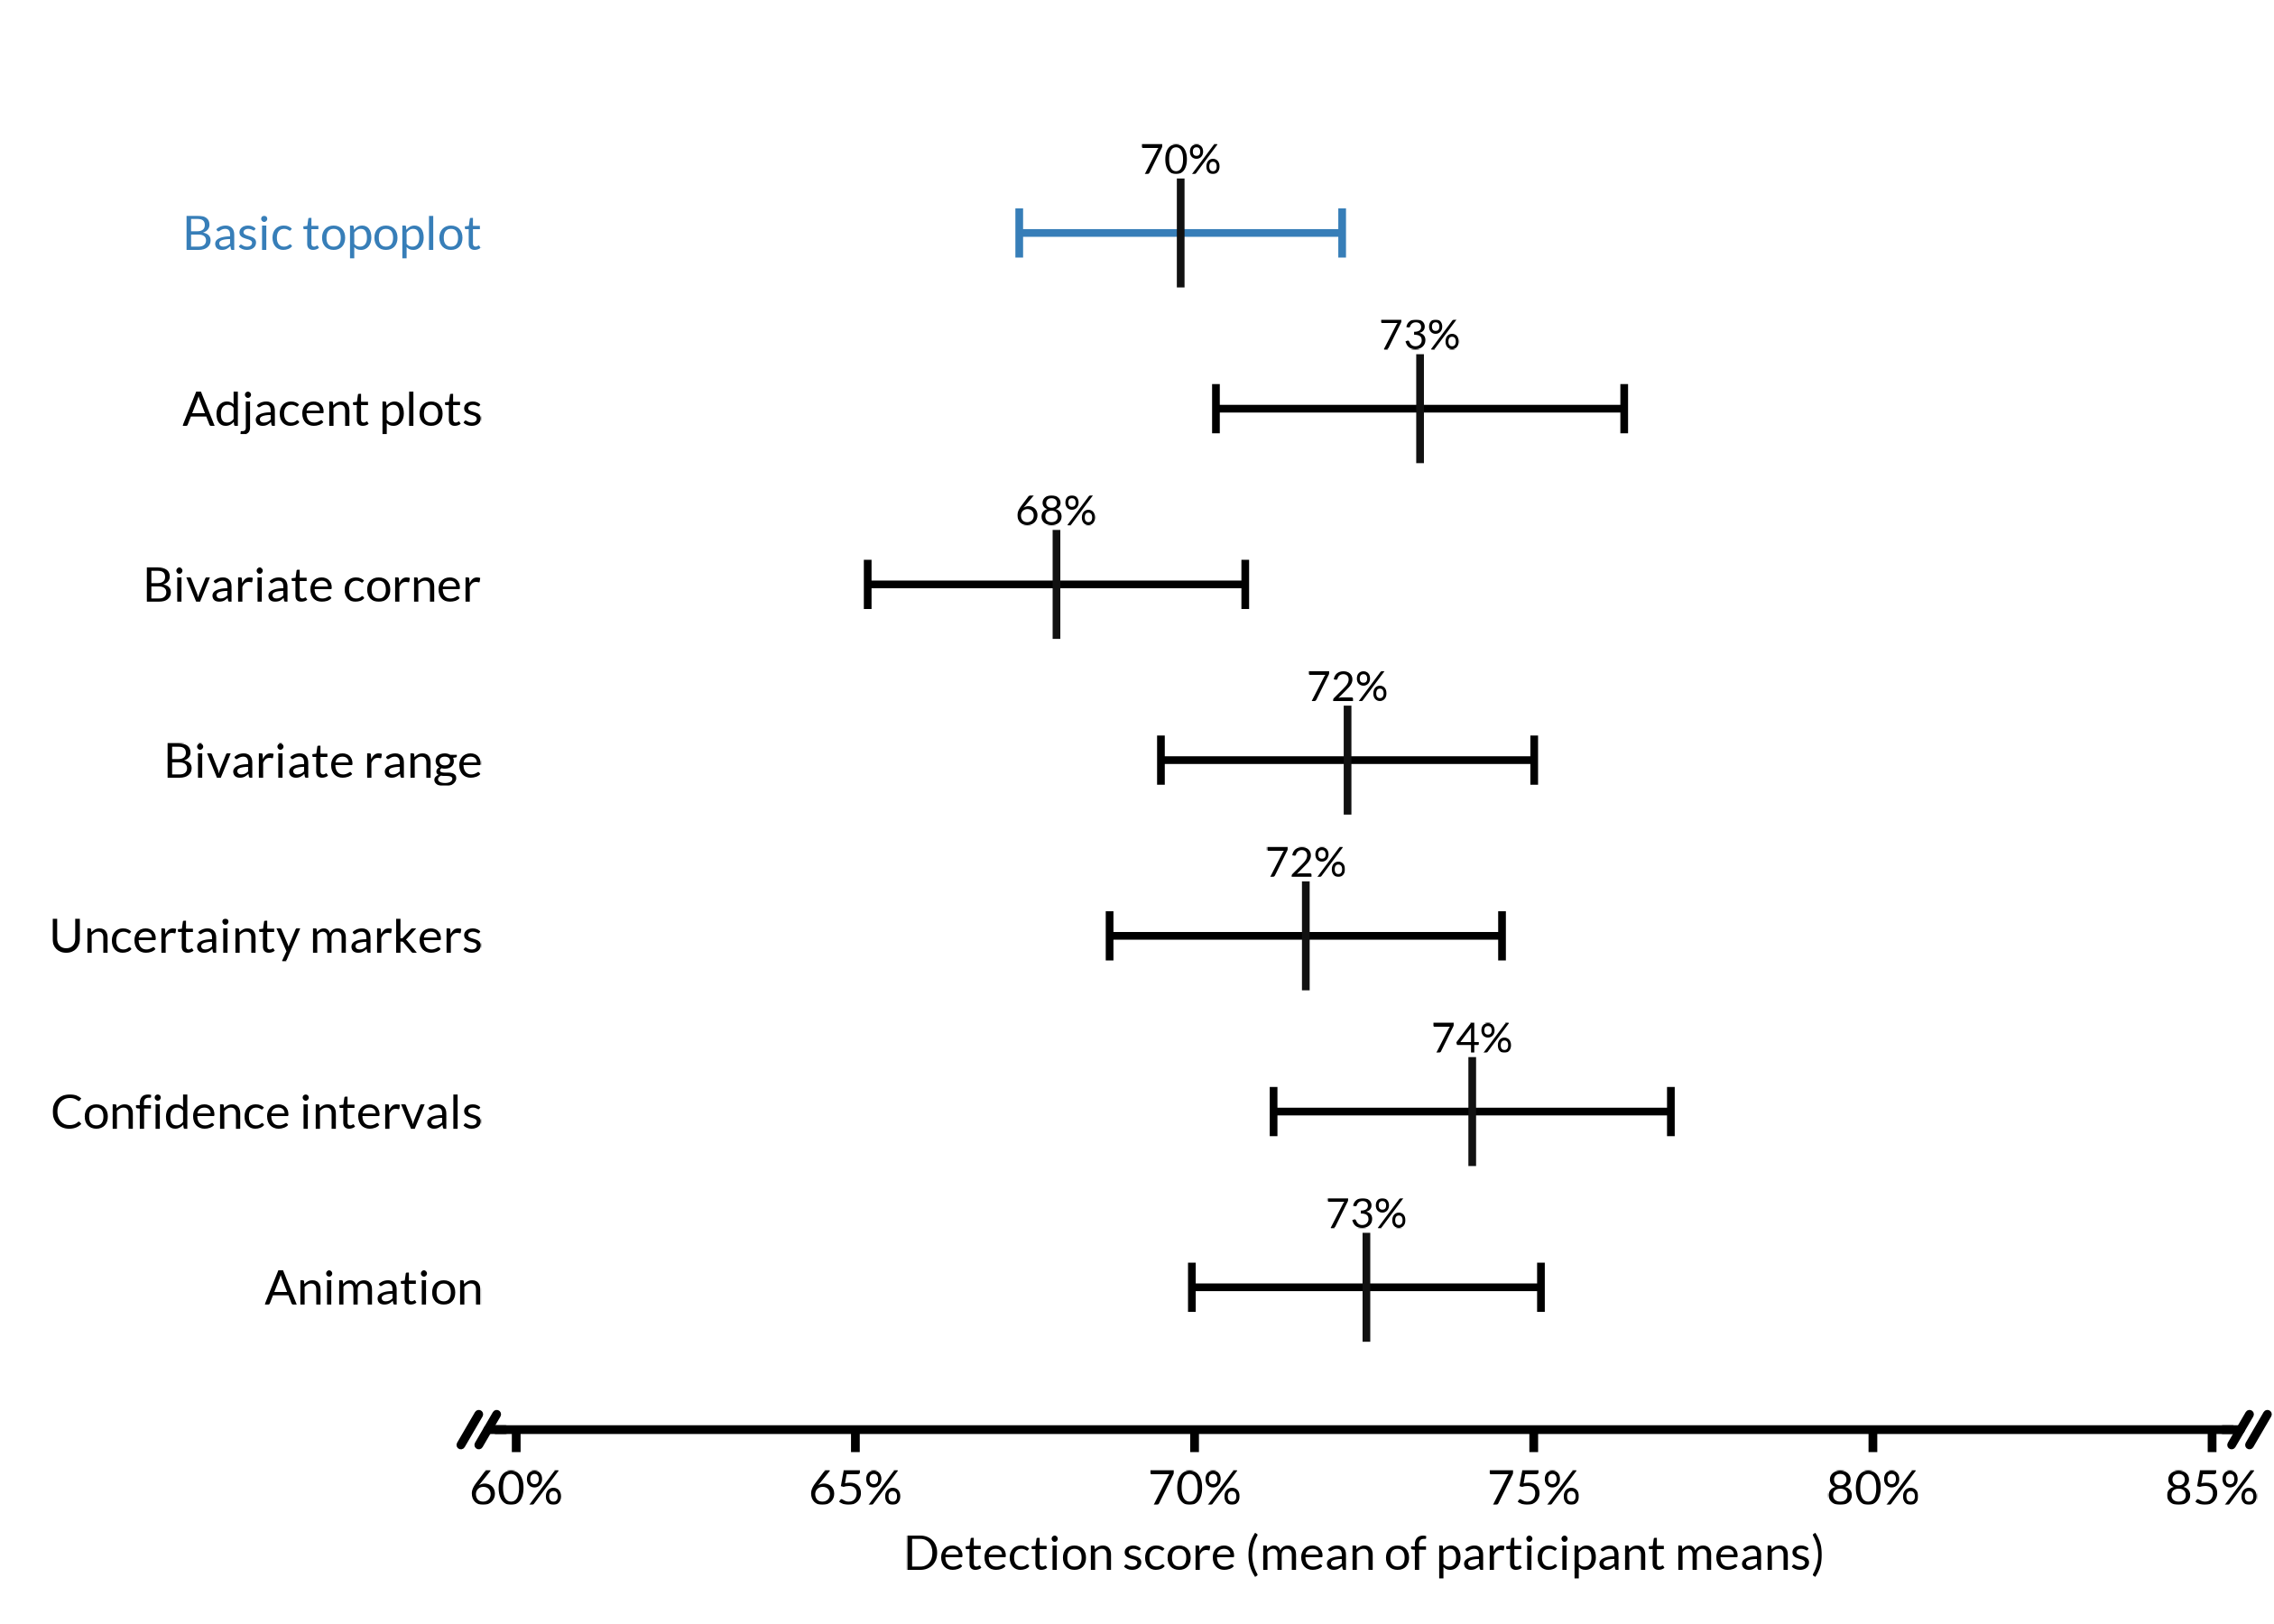 70%
Basic topoplot
73%
Adjacent plots
68%
Bivariate corner
72%
Bivariate range
72%
Uncertainty markers
74%
Confidence intervals
73%
Animation
60% 65% 70% 75% 80% 85%
Detection score (mean of participant means)